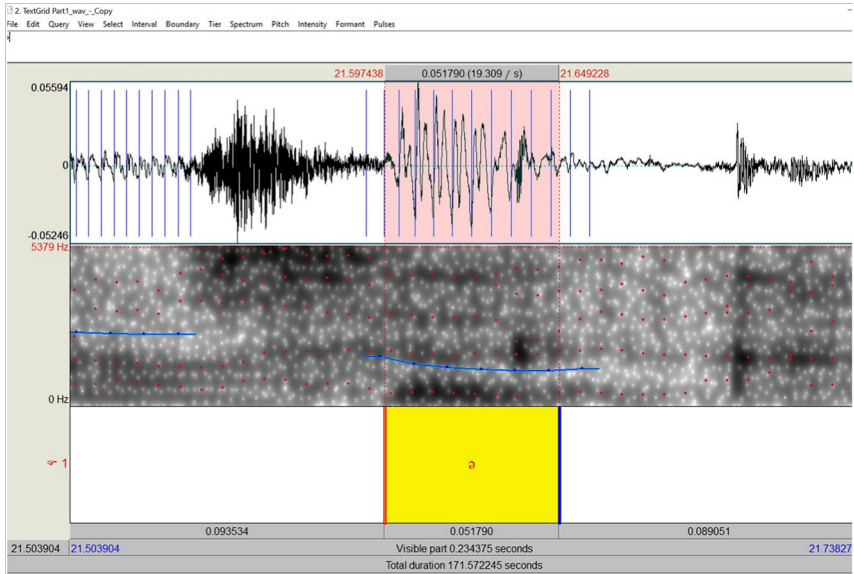 2. TextGrid Part1_wav_-_Copy
File Edit Query View Select Interval Boundary Tier Spectrum Pitch Intensity Formant Pulses
21.597438 0.051790 (19.309 / s) 21.649228
0.05594
0
-0.05246
5379 Hz
0 Hz
1
ə
0.093534 0.051790 0.089051
21.503904 21.503904 Visible part 0.234375 seconds 21.73827
Total duration 171.572245 seconds